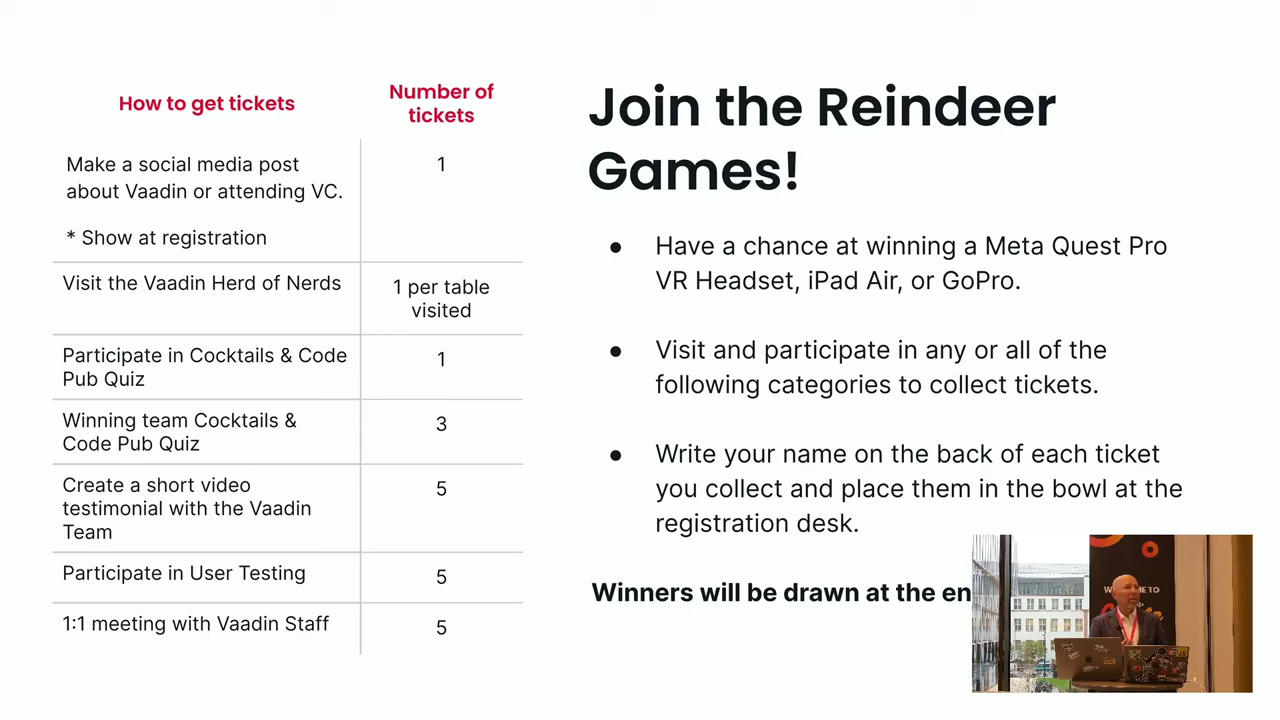 How to get tickets
Number of
tickets
Make a social media post
about Vaadin or attending VC.
* Show at registration
1
Visit the Vaadin Herd of Nerds
1 per table
visited
Participate in Cocktails & Code
Pub Quiz
1
Winning team Cocktails &
Code Pub Quiz
3
Create a short video
testimonial with the Vaadin
Team
5
Participate in User Testing
5
1:1 meeting with Vaadin Staff
5
Join the Reindeer
Games!
● Have a chance at winning a Meta Quest Pro
VR Headset, iPad Air, or GoPro.
● Visit and participate in any or all of the
following categories to collect tickets.
● Write your name on the back of each ticket
you collect and place them in the bowl at the
registration desk.
Winners will be drawn at the en